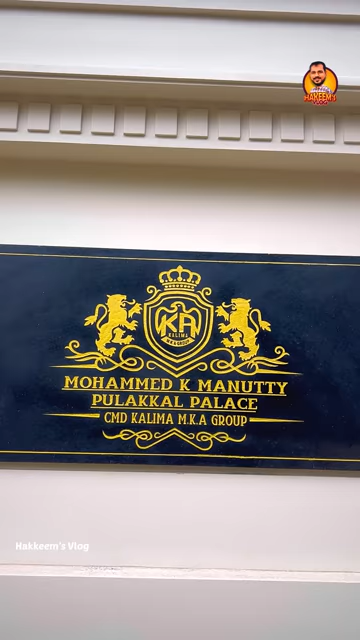 HAKEEM'S
KA
KALIMA
M.K.A GROUP
MOHAMMED K MANUTTY
PULAKKAL PALACE
CMD KALIMA M.K.A GROUP
Hakkeem's Vlog